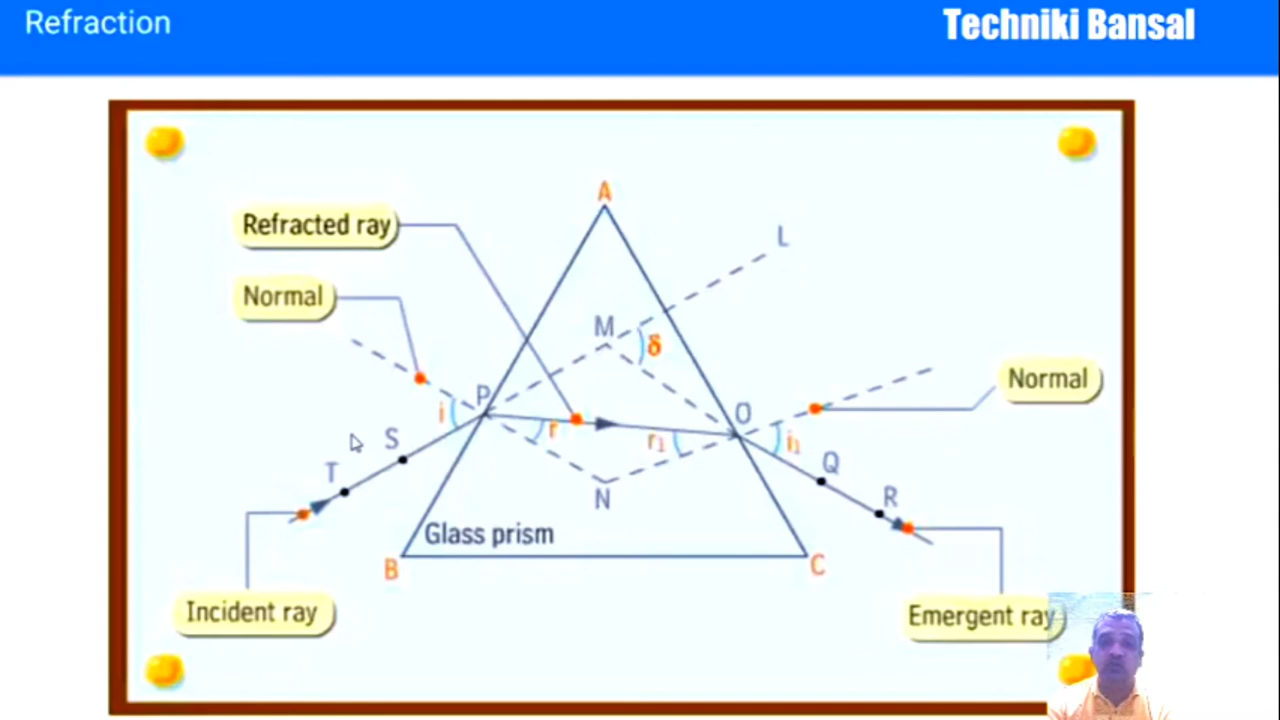 Refraction
Techniki Bansal
A
Refracted ray
L
Normal
M
δ
Normal
P
O
i
r
r₁
i₁
S
Q
T
N
R
Glass prism
B
C
Incident ray
Emergent ray